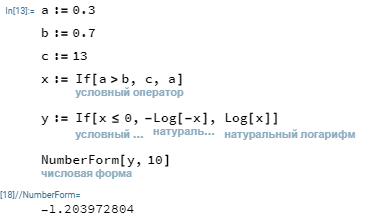 In[13]:= a := 0.3
b := 0.7
c := 13
x := If[a > b, c, a]
условный оператор
y := If[x ≤ 0, -Log[-x], Log[x]]
условный ... натураль... натуральный логарифм
NumberForm[y, 10]
числовая форма
[18]//NumberForm=
-1.203972804